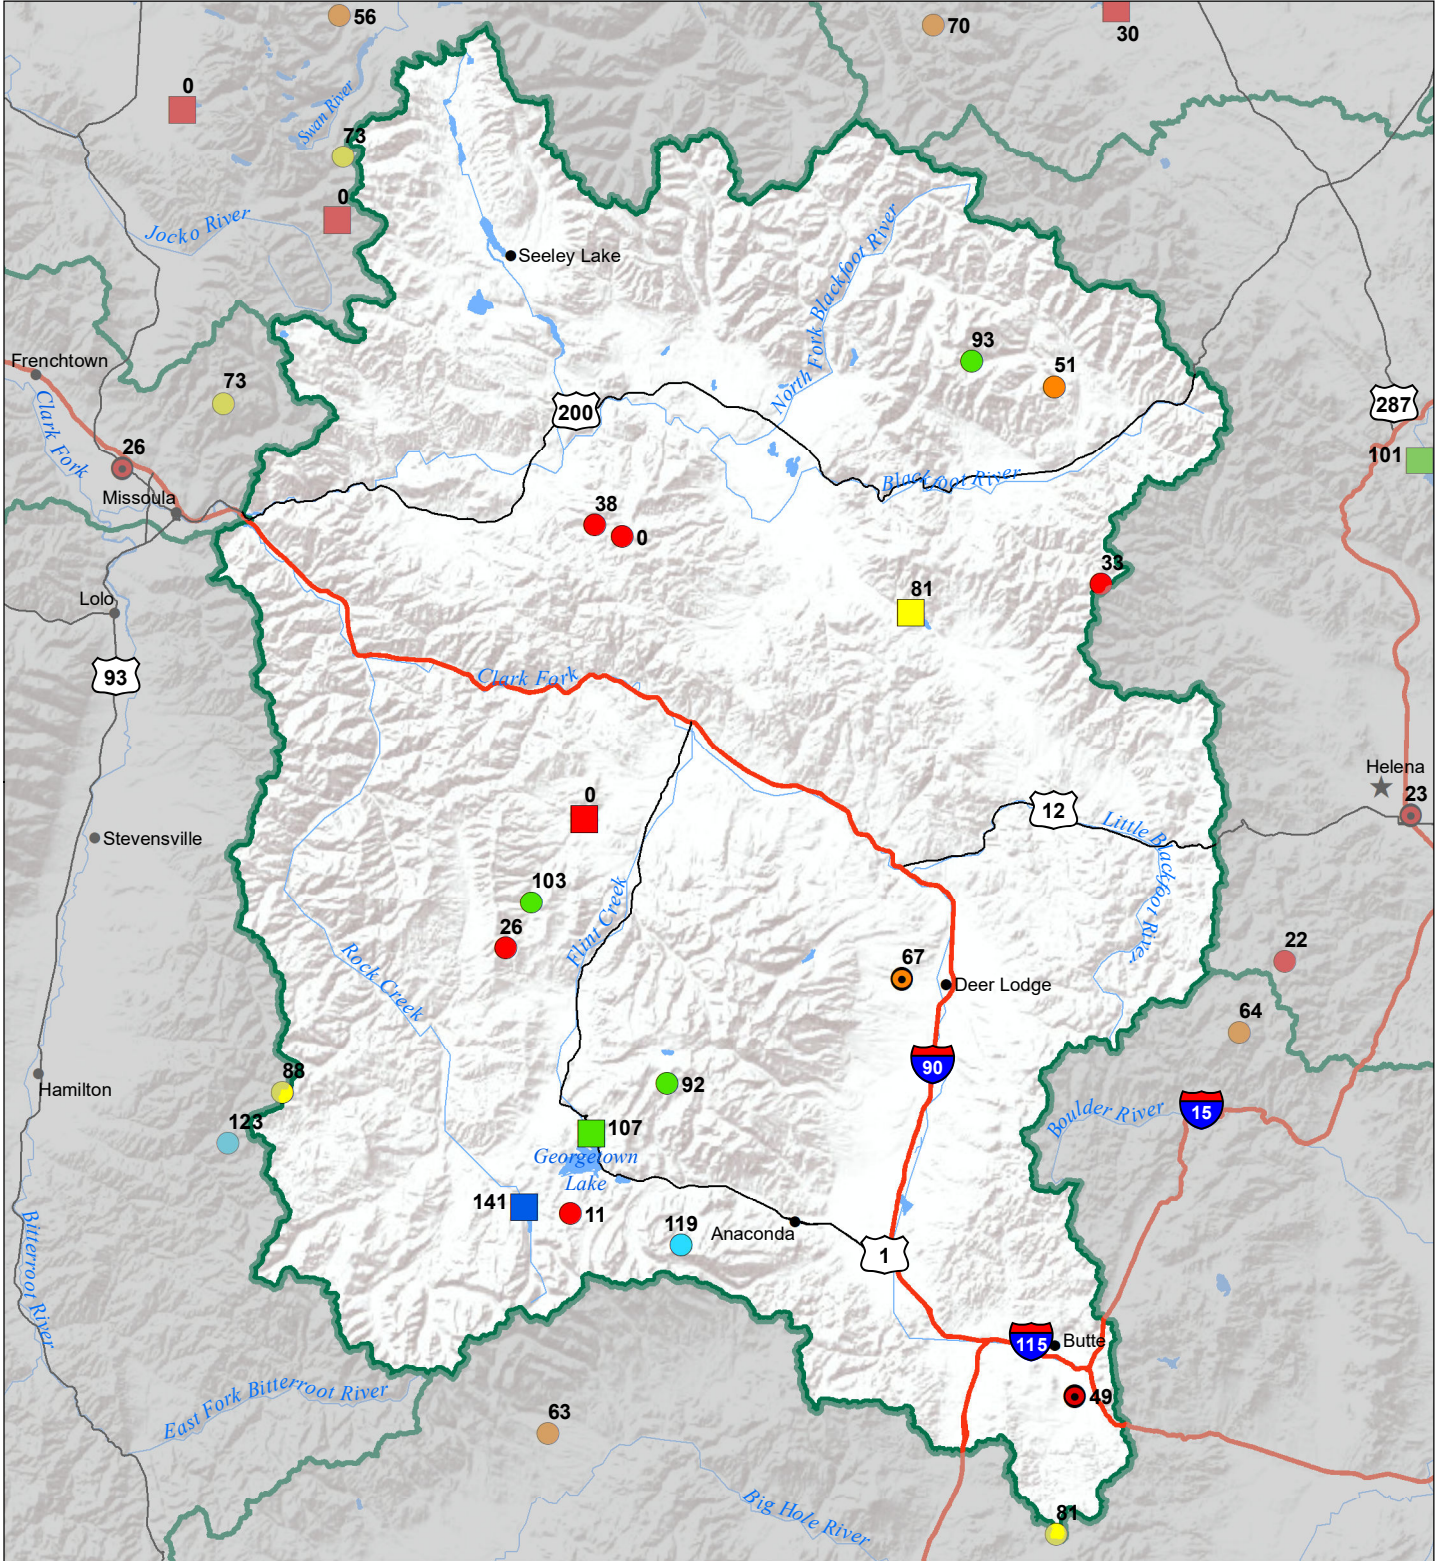 56
70
30
0
Swan River
73
0
Jocko River
Seeley Lake
North Fork Blackfoot River
Frenchtown
93
51
73
Clark Fork
200
287
26
101
Blackfoot River
Missoula
38
0
33
81
Lolo
93
Clark Fork
Helena
0
23
12
Little Blackfoot River
Stevensville
103
Flint Creek
26
Rock Creek
67
22
Deer Lodge
64
90
88
Hamilton
92
15
Boulder River
123
107
Georgetown
Lake
141
11
119
Anaconda
Bitterroot River
1
115
Butte
East Fork Bitterroot River
49
63
Big Hole River
81